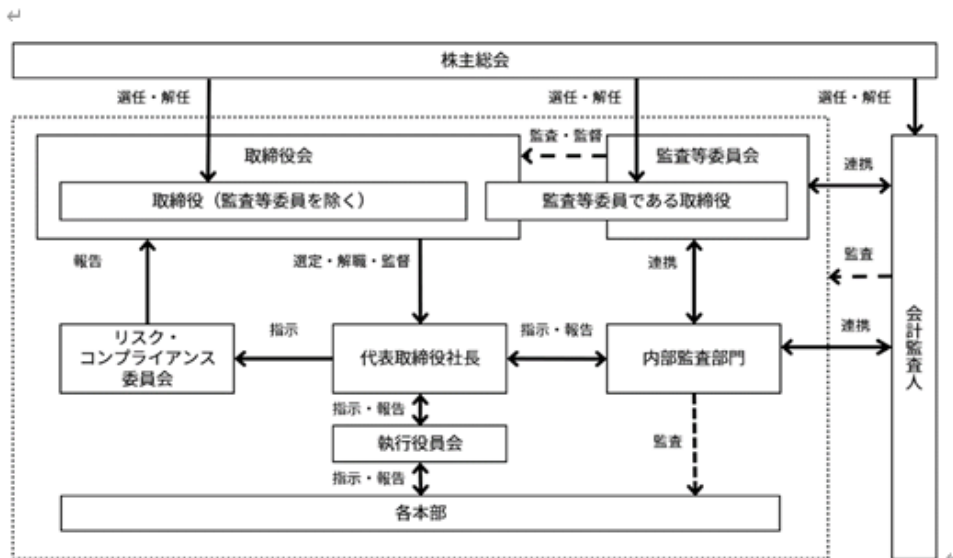 株主総会
選任・解任
選任・解任
選任・解任
監査・監督
取締役会
監査等委員会
連携
取締役（監査等委員を除く）
監査等委員である取締役
報告
選定・解職・監督
連携
監査
リスク・
コンプライアンス
委員会
指示
代表取締役社長
指示・報告
内部監査部門
連携
会計監査人
指示・報告
執行役員会
監査
指示・報告
各本部